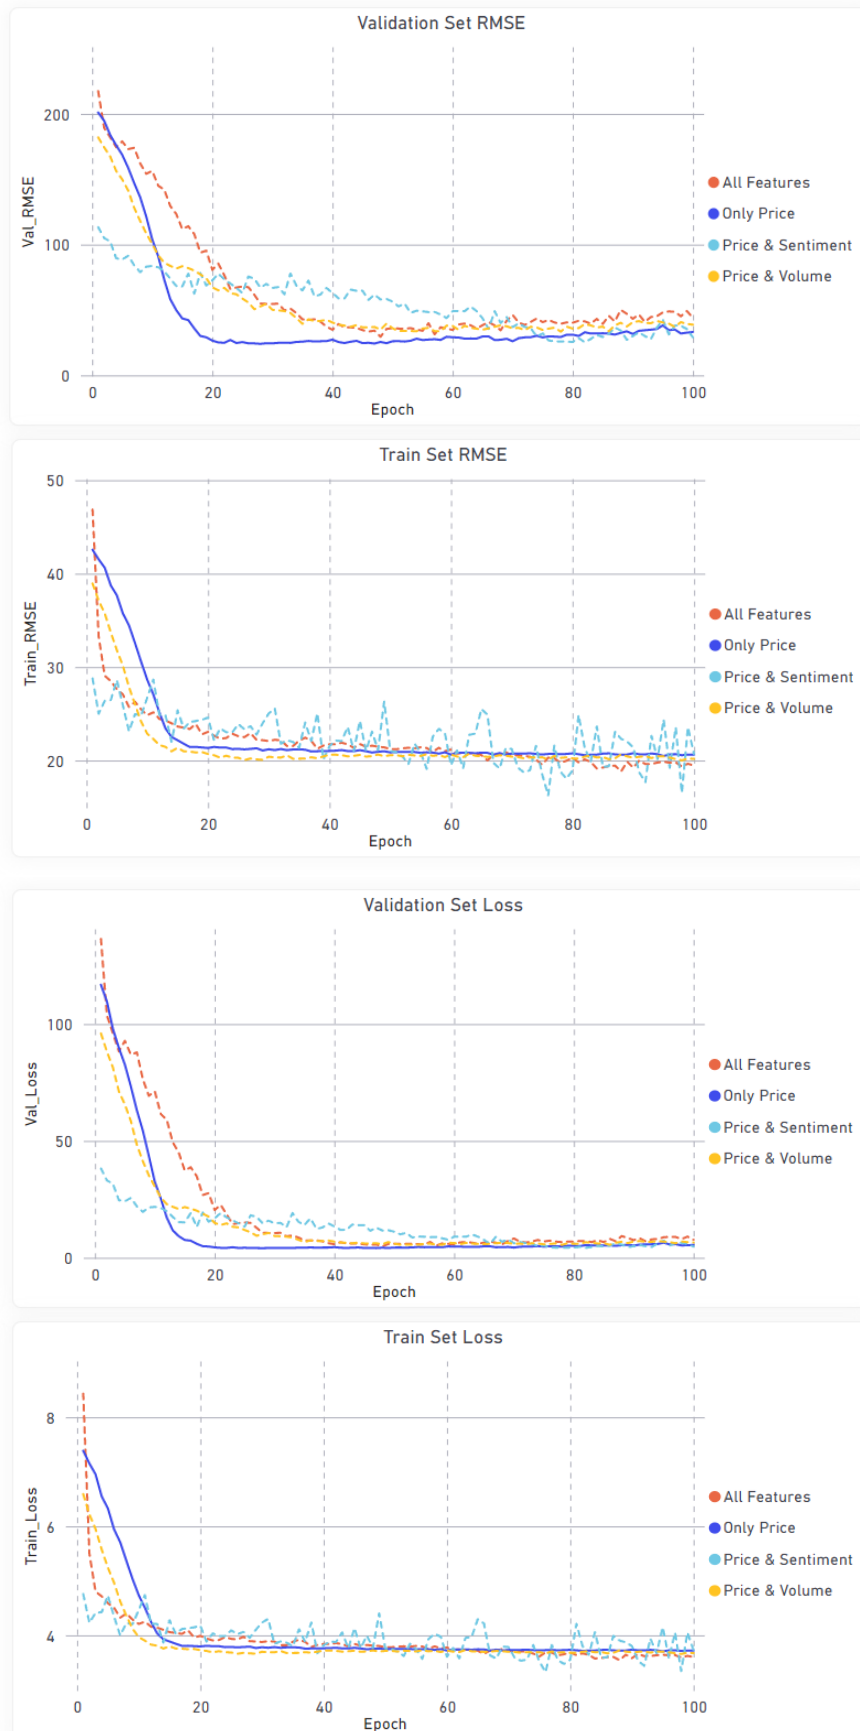 Validation Set RMSE
200
100
0
Val_RMSE
0 20 40 60 80 100
Epoch
All Features
Only Price
Price & Sentiment
Price & Volume
Train Set RMSE
50
40
30
20
Train_RMSE
0 20 40 60 80 100
Epoch
All Features
Only Price
Price & Sentiment
Price & Volume
Validation Set Loss
100
50
0
Val_Loss
0 20 40 60 80 100
Epoch
All Features
Only Price
Price & Sentiment
Price & Volume
Train Set Loss
8
6
4
Train_Loss
0 20 40 60 80 100
Epoch
All Features
Only Price
Price & Sentiment
Price & Volume